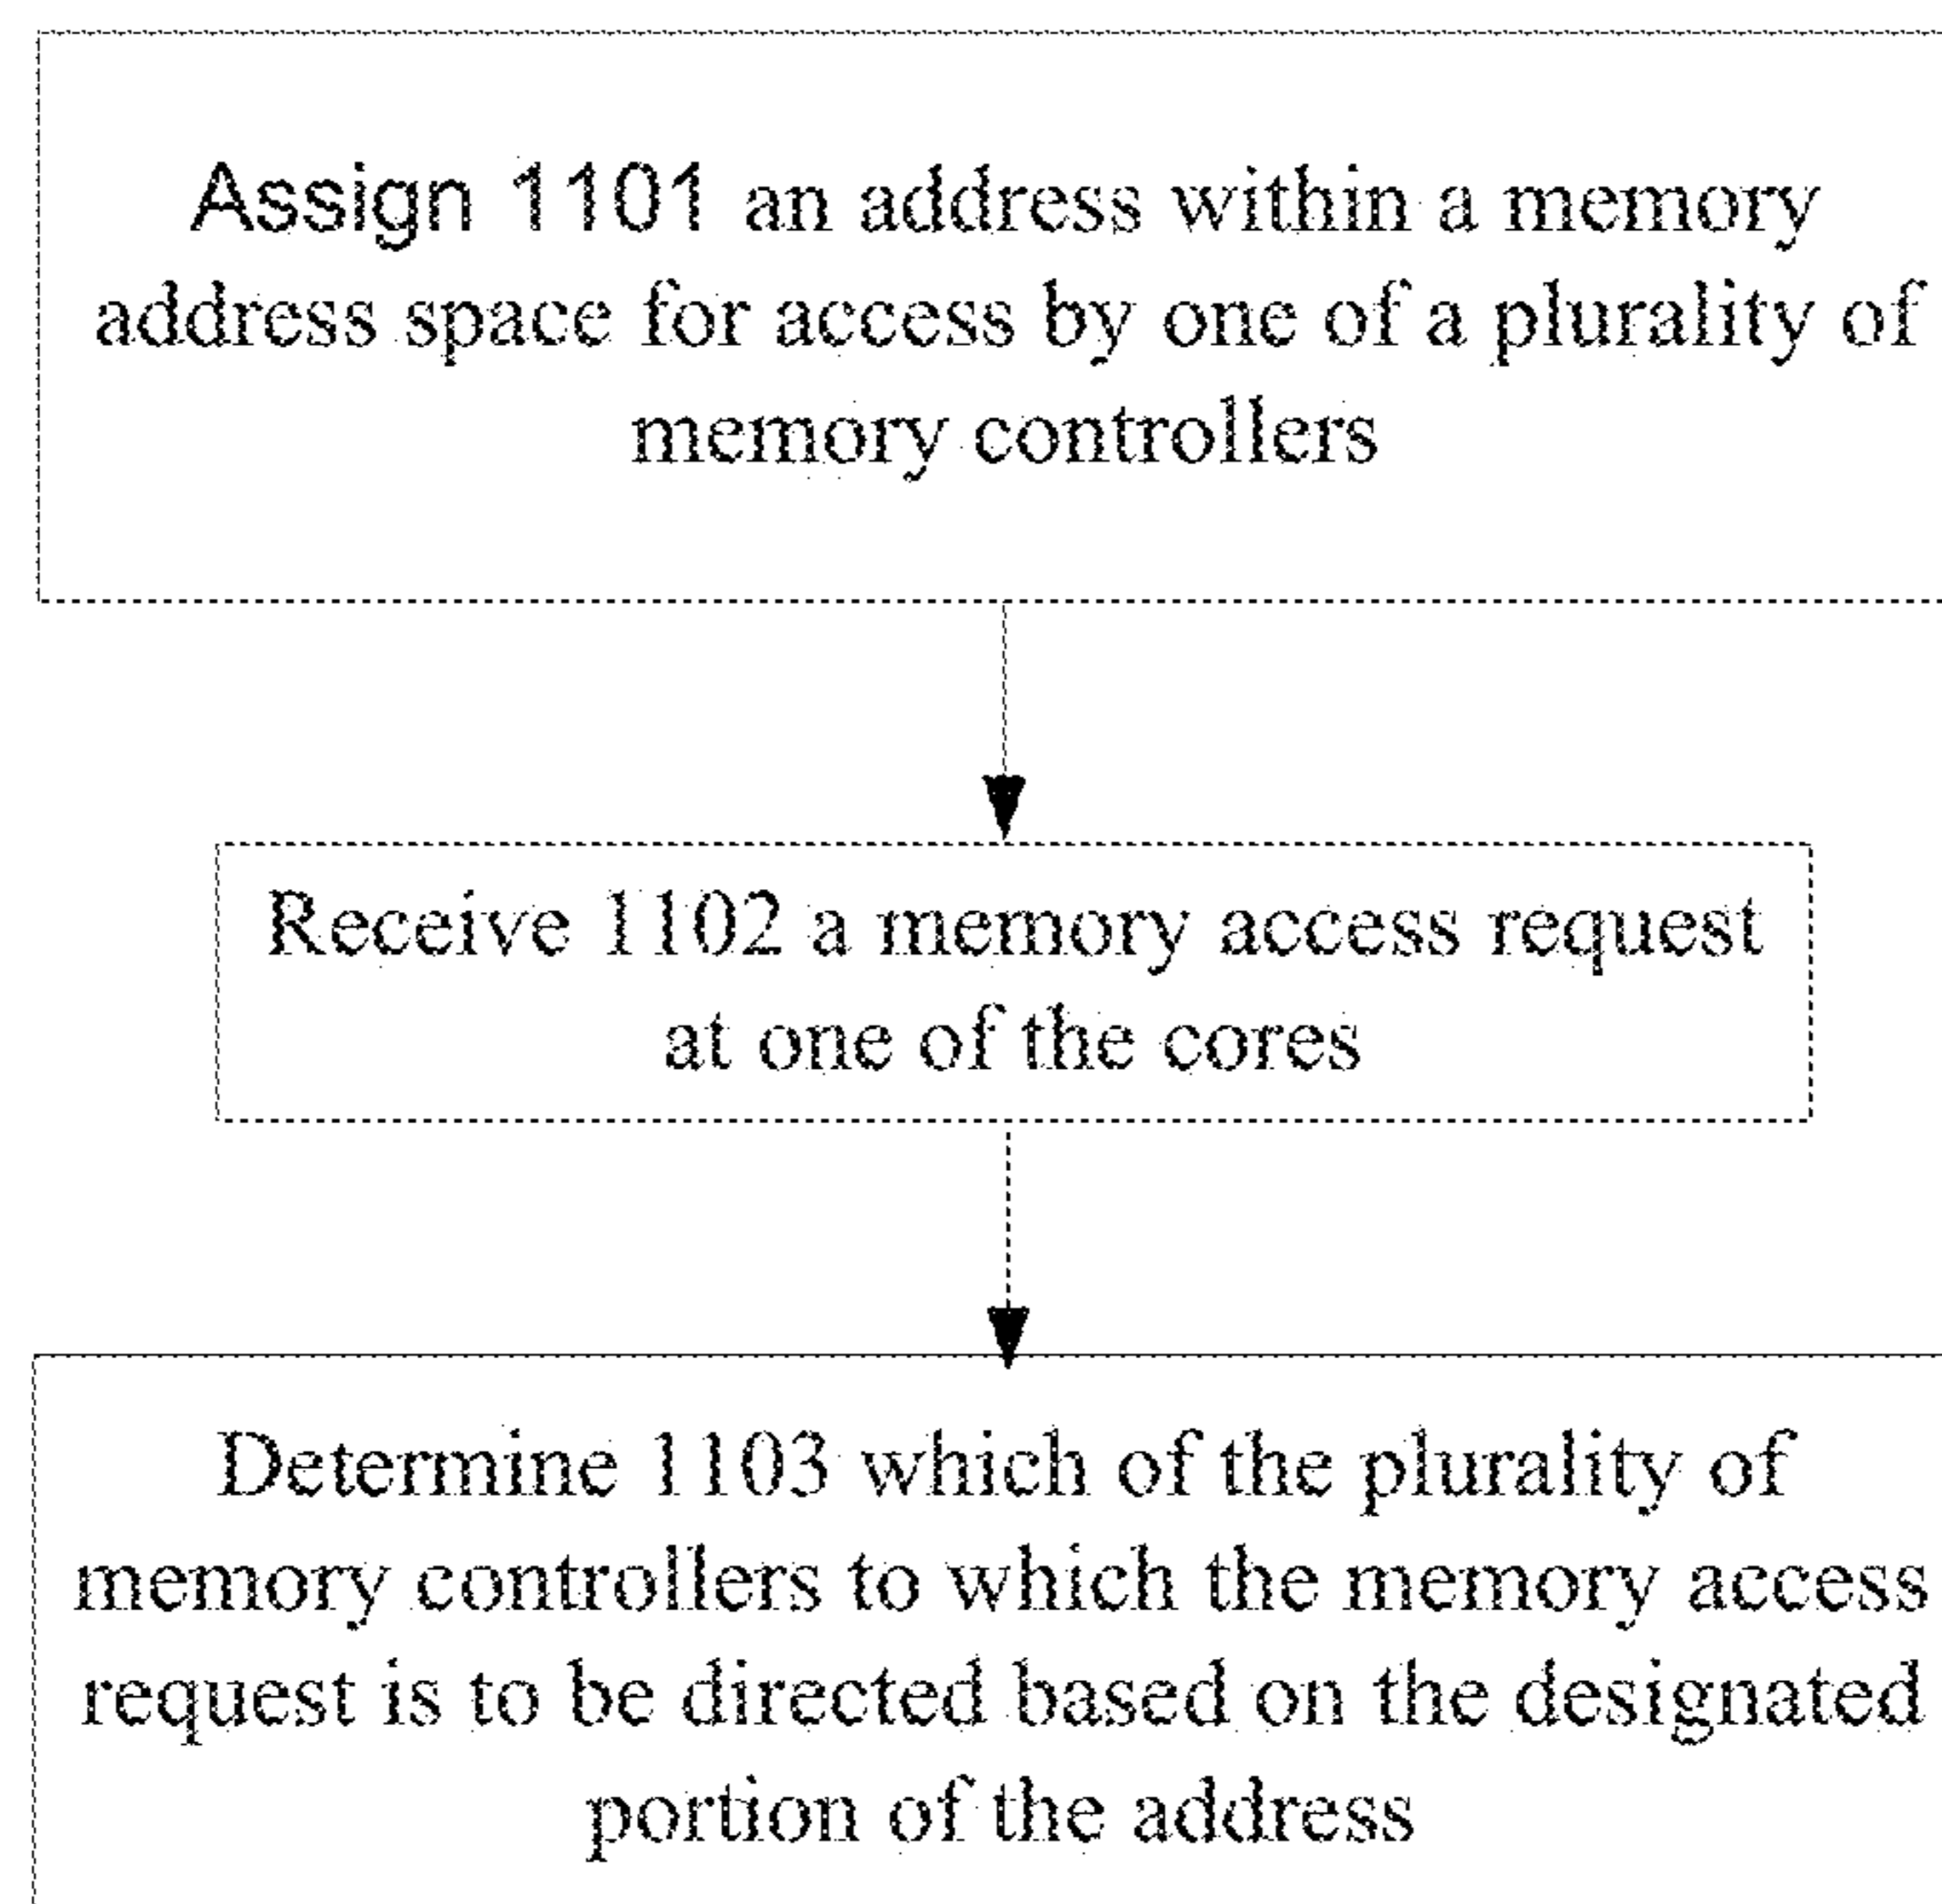 Assign 1101 an address within a memory
address space for access by one of a plurality of
memory controllers
Receive 1102 a memory access request
at one of the cores
Determine 1103 which of the plurality of
memory controllers to which the memory access
request is to be directed based on the designated
portion of the address